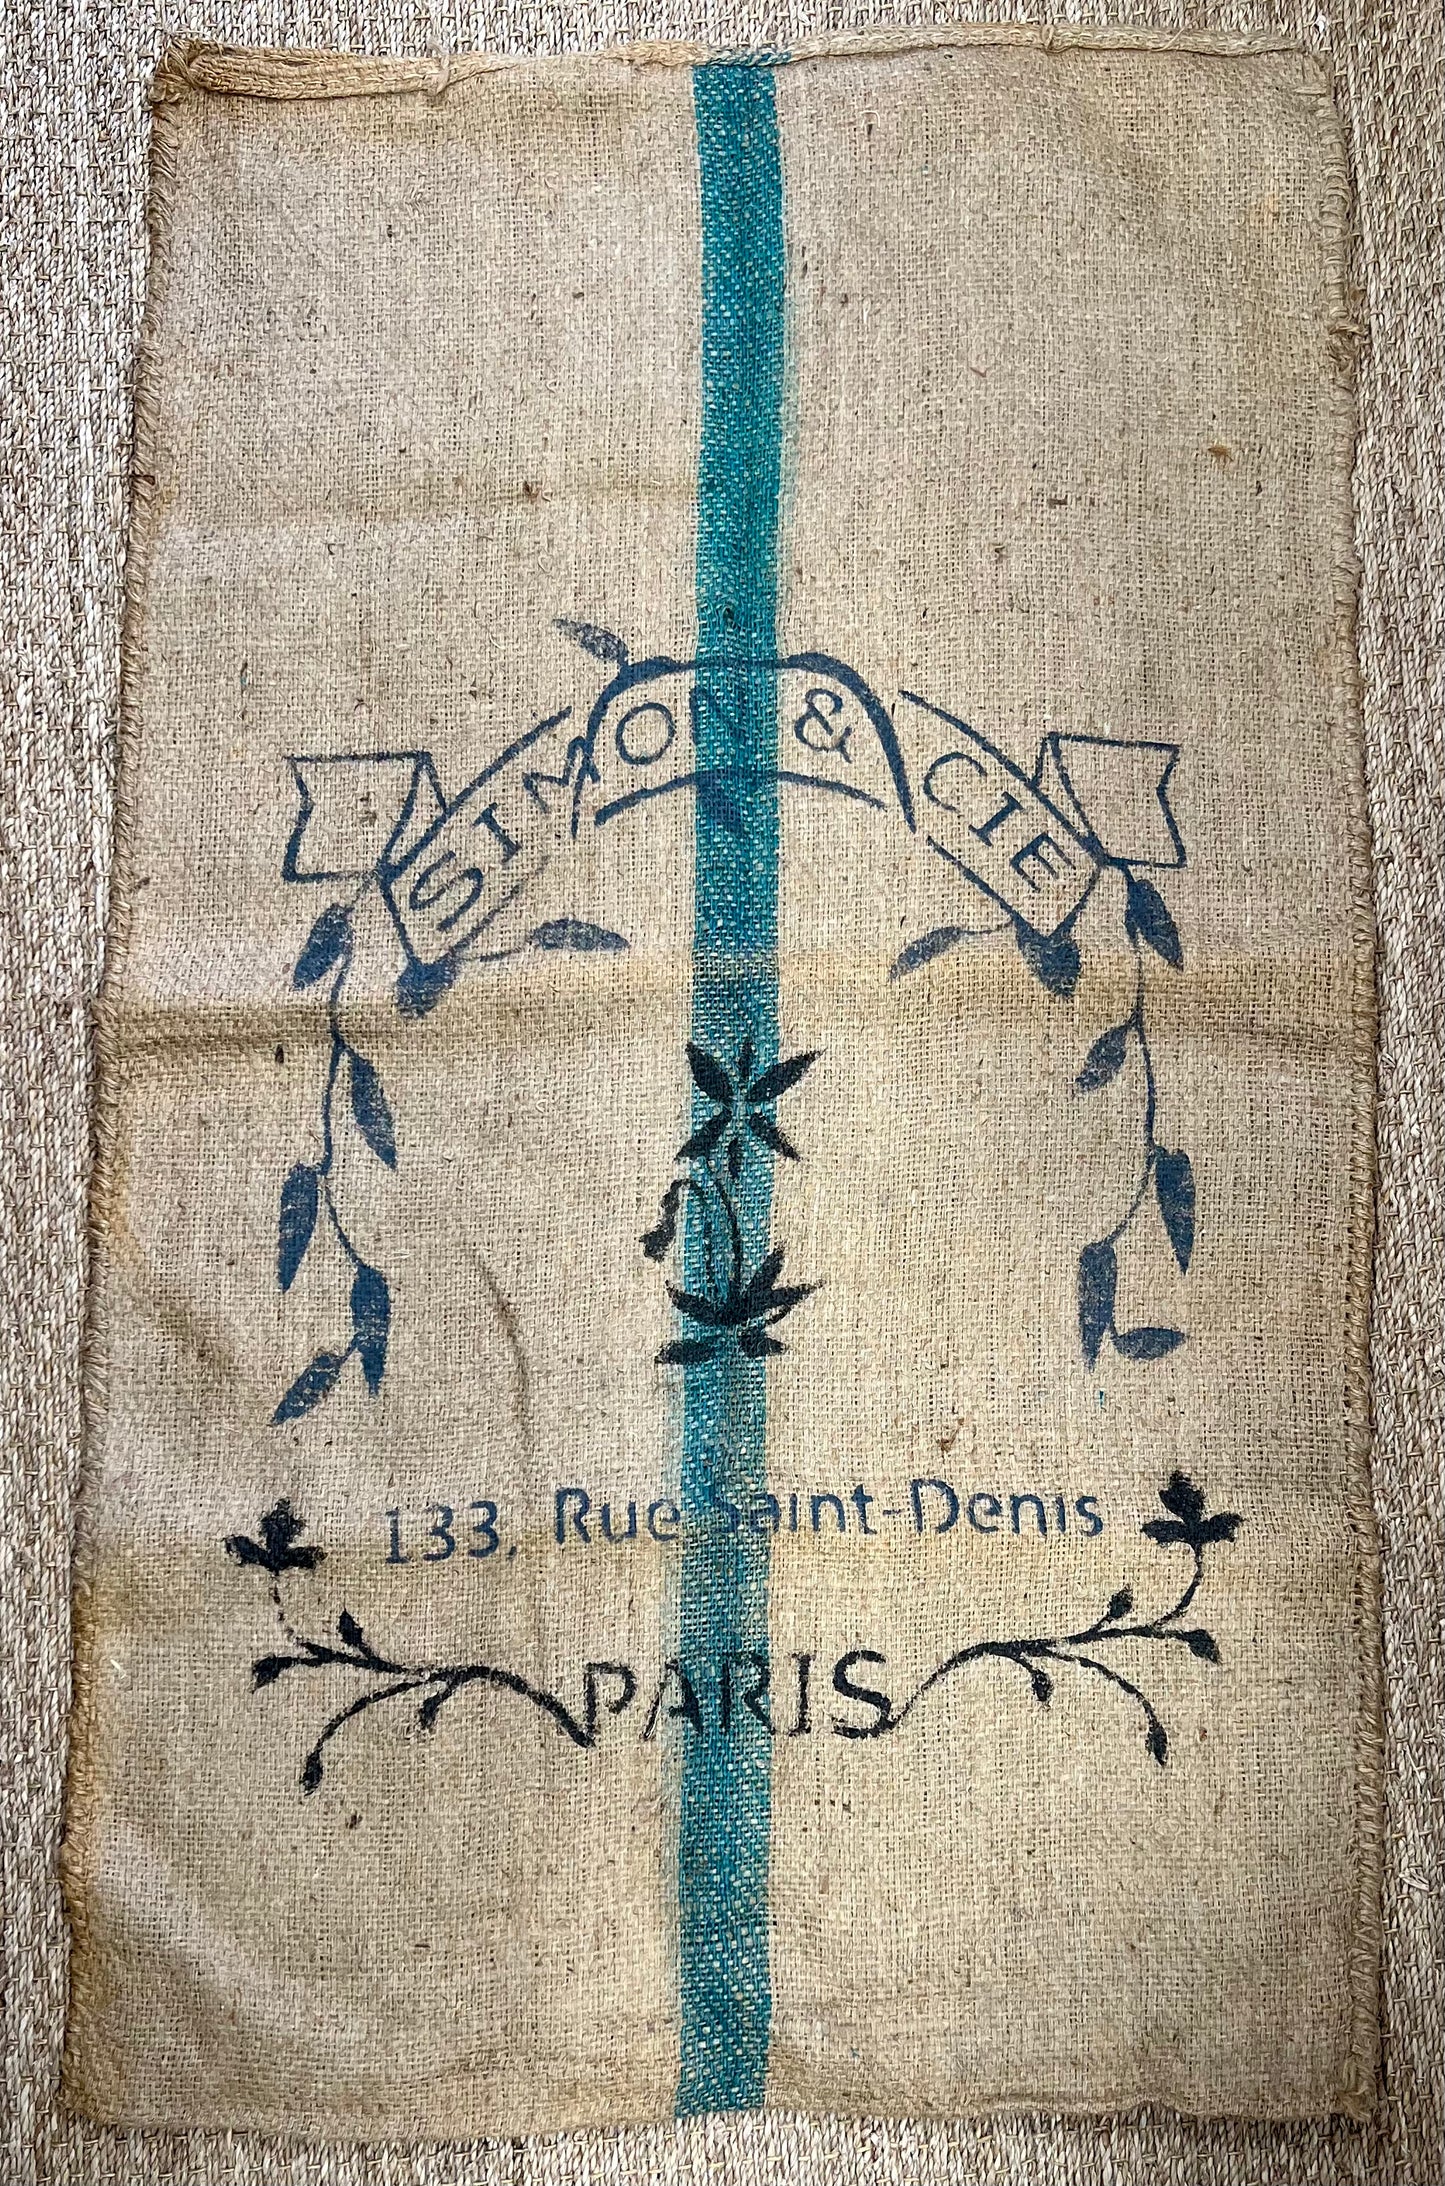 SIMON & CIE
133, Rue Saint-Denis
PARIS